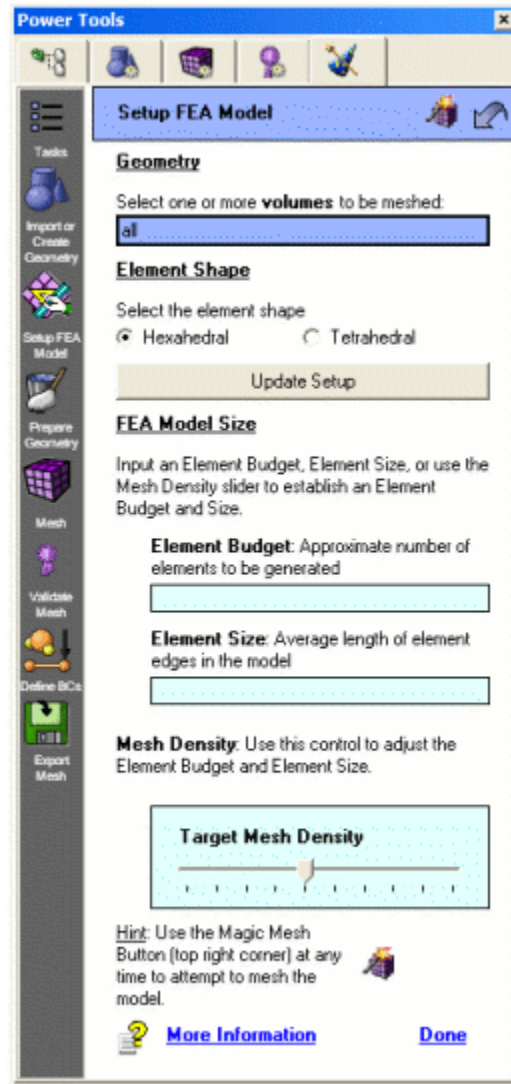 Power Tools
Setup FEA Model
Tasks
Import or
Create
Geometry
Setup FEA
Model
Prepare
Geometry
Mesh
Validate
Mesh
Define BCs
Export
Mesh
Geometry
Select one or more volumes to be meshed:
all
Element Shape
Select the element shape
Hexahedral
Tetrahedral
Update Setup
FEA Model Size
Input an Element Budget, Element Size, or use the
Mesh Density slider to establish an Element
Budget and Size.
Element Budget: Approximate number of
elements to be generated
Element Size: Average length of element
edges in the model
Mesh Density: Use this control to adjust the
Element Budget and Element Size.
Target Mesh Density
Hint: Use the Magic Mesh
Button (top right corner) at any
time to attempt to mesh the
model.
More Information
Done